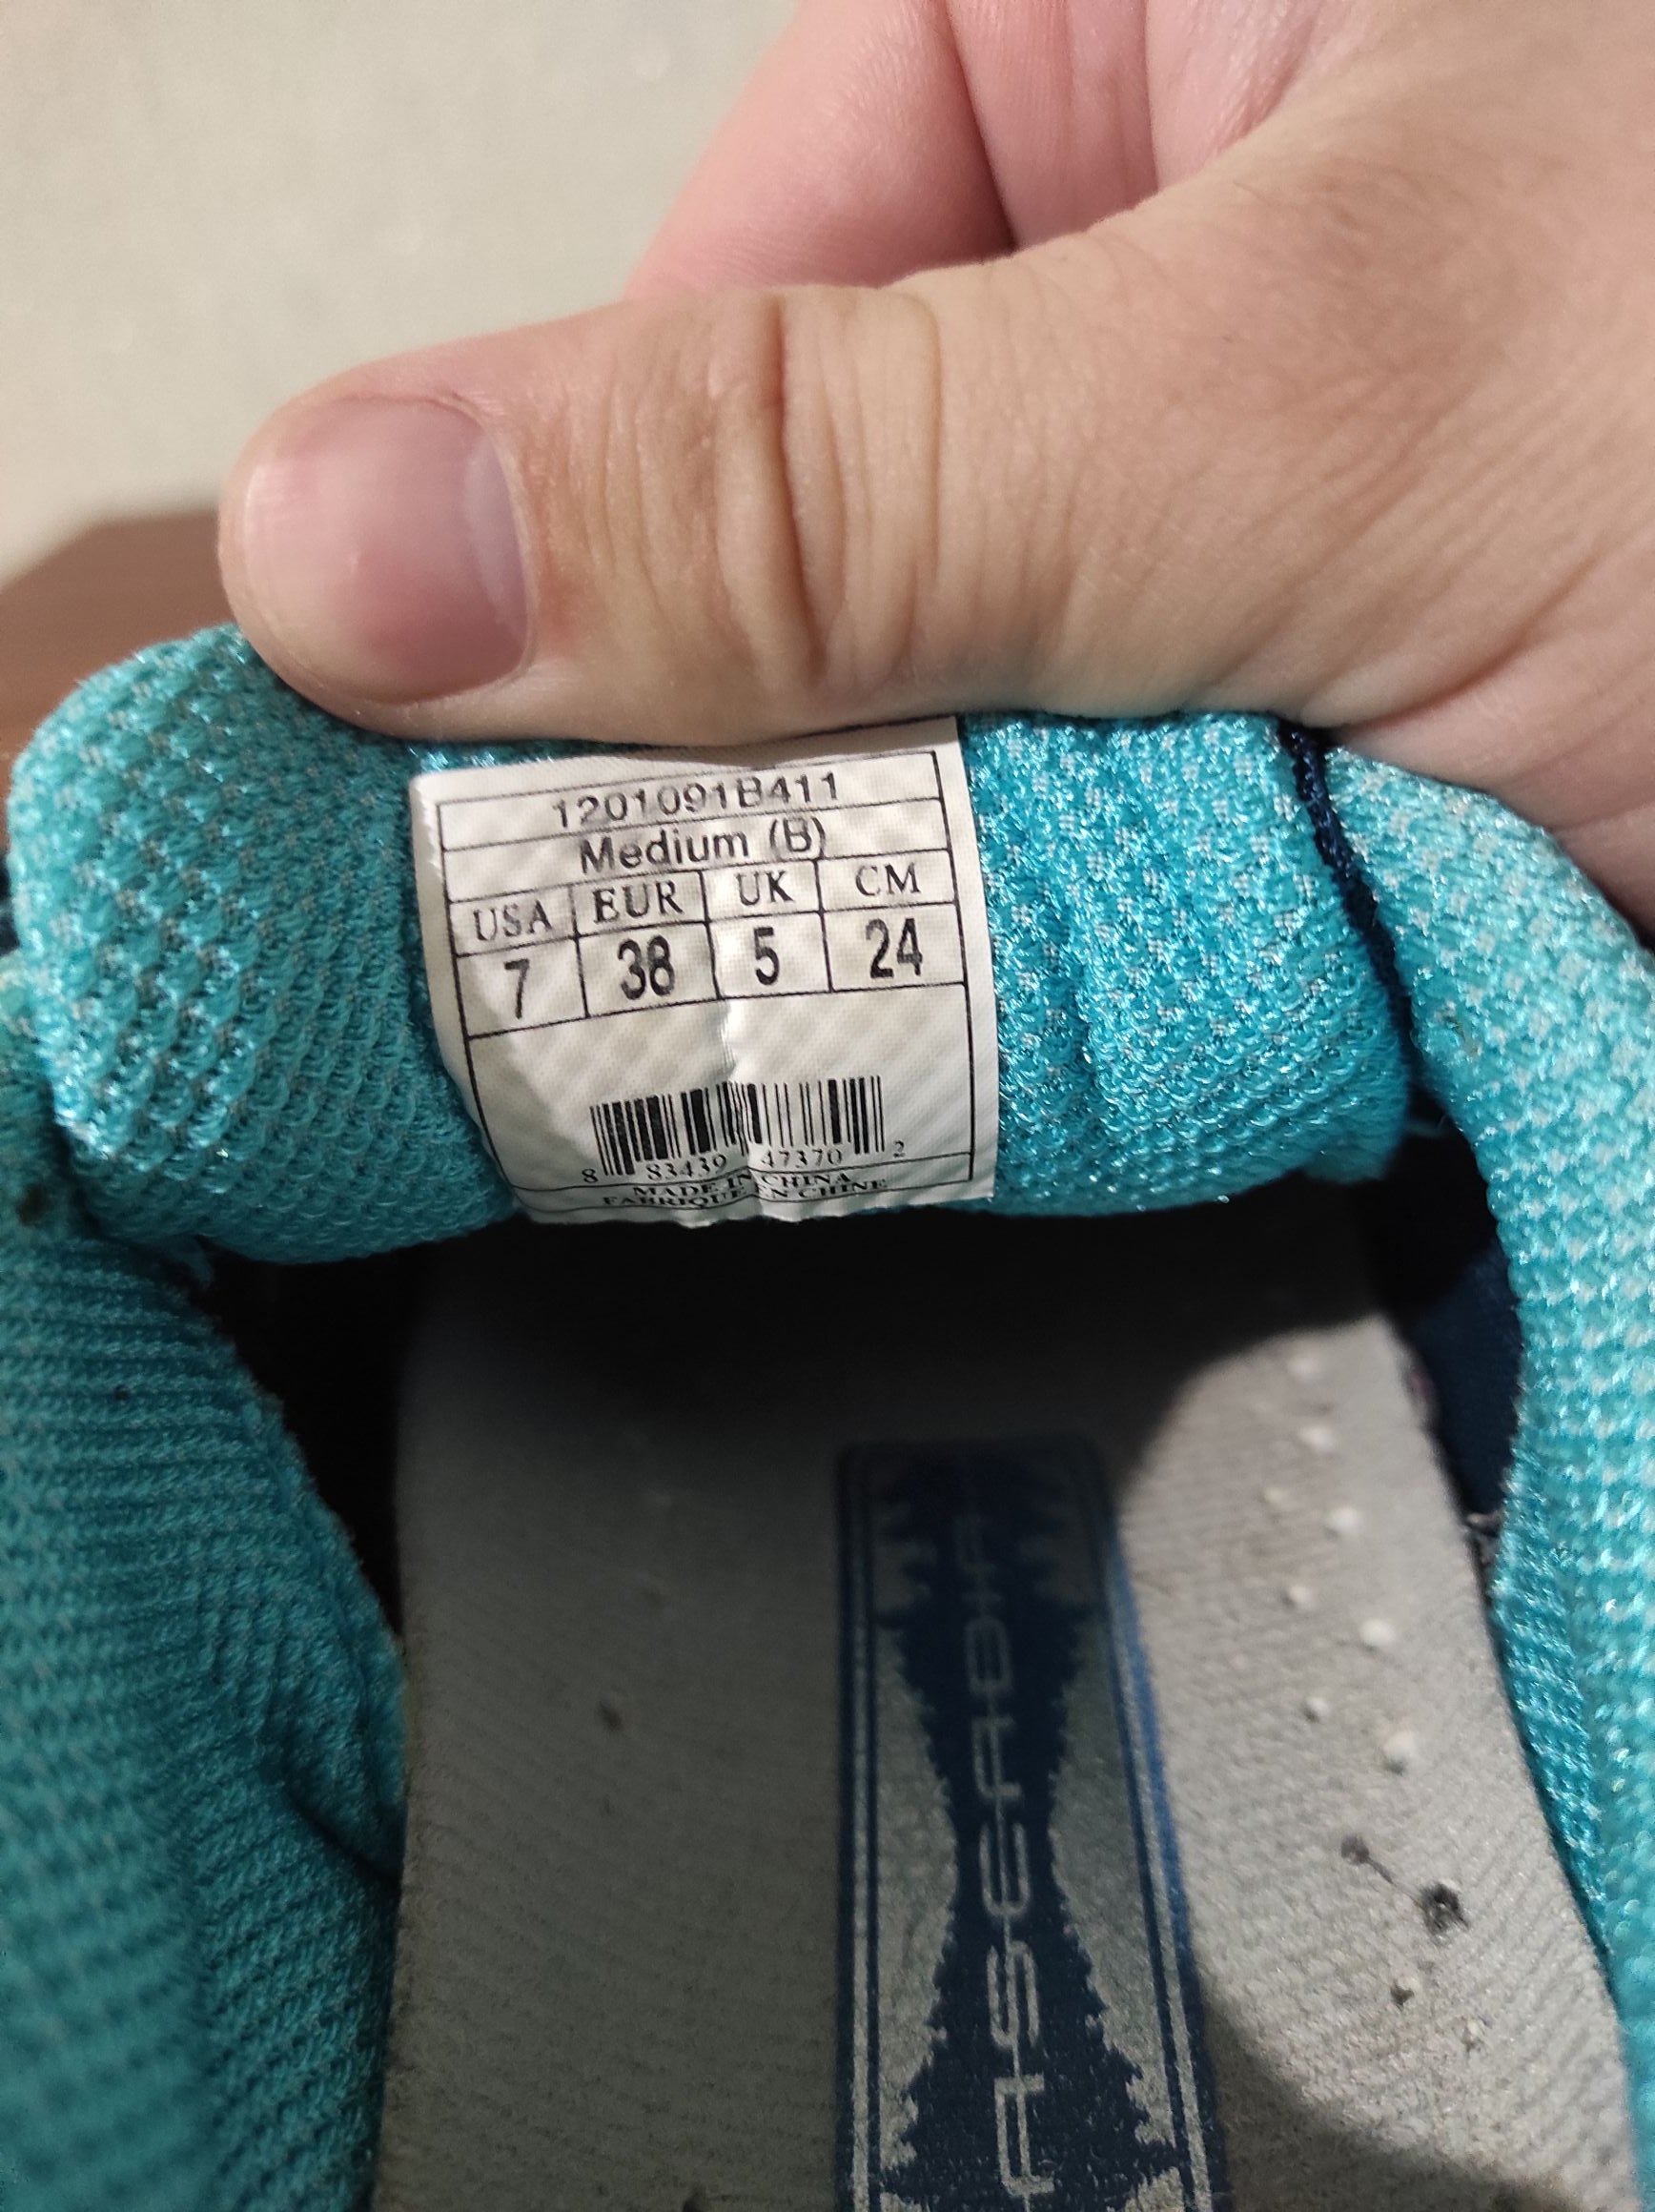 1201091B411
Medium (B)
USA EUR UK CM
7 38 5 24
8 83439 47370 2
MADE IN CHINA
FABRIQUE EN CHINE